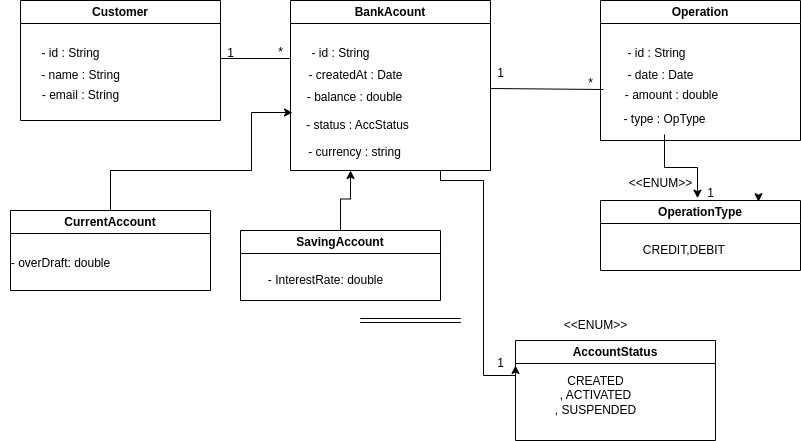 Customer
- id : String
- name : String
- email : String
1
*
BankAcount
- id : String
- createdAt : Date
- balance : double
- status : AccStatus
- currency : string
1
*
Operation
- id : String
- date : Date
- amount : double
- type : OpType
<<ENUM>>
1
OperationType
CREDIT,DEBIT
CurrentAccount
- overDraft: double
SavingAccount
- InterestRate: double
<<ENUM>>
1
AccountStatus
CREATED
, ACTIVATED
, SUSPENDED